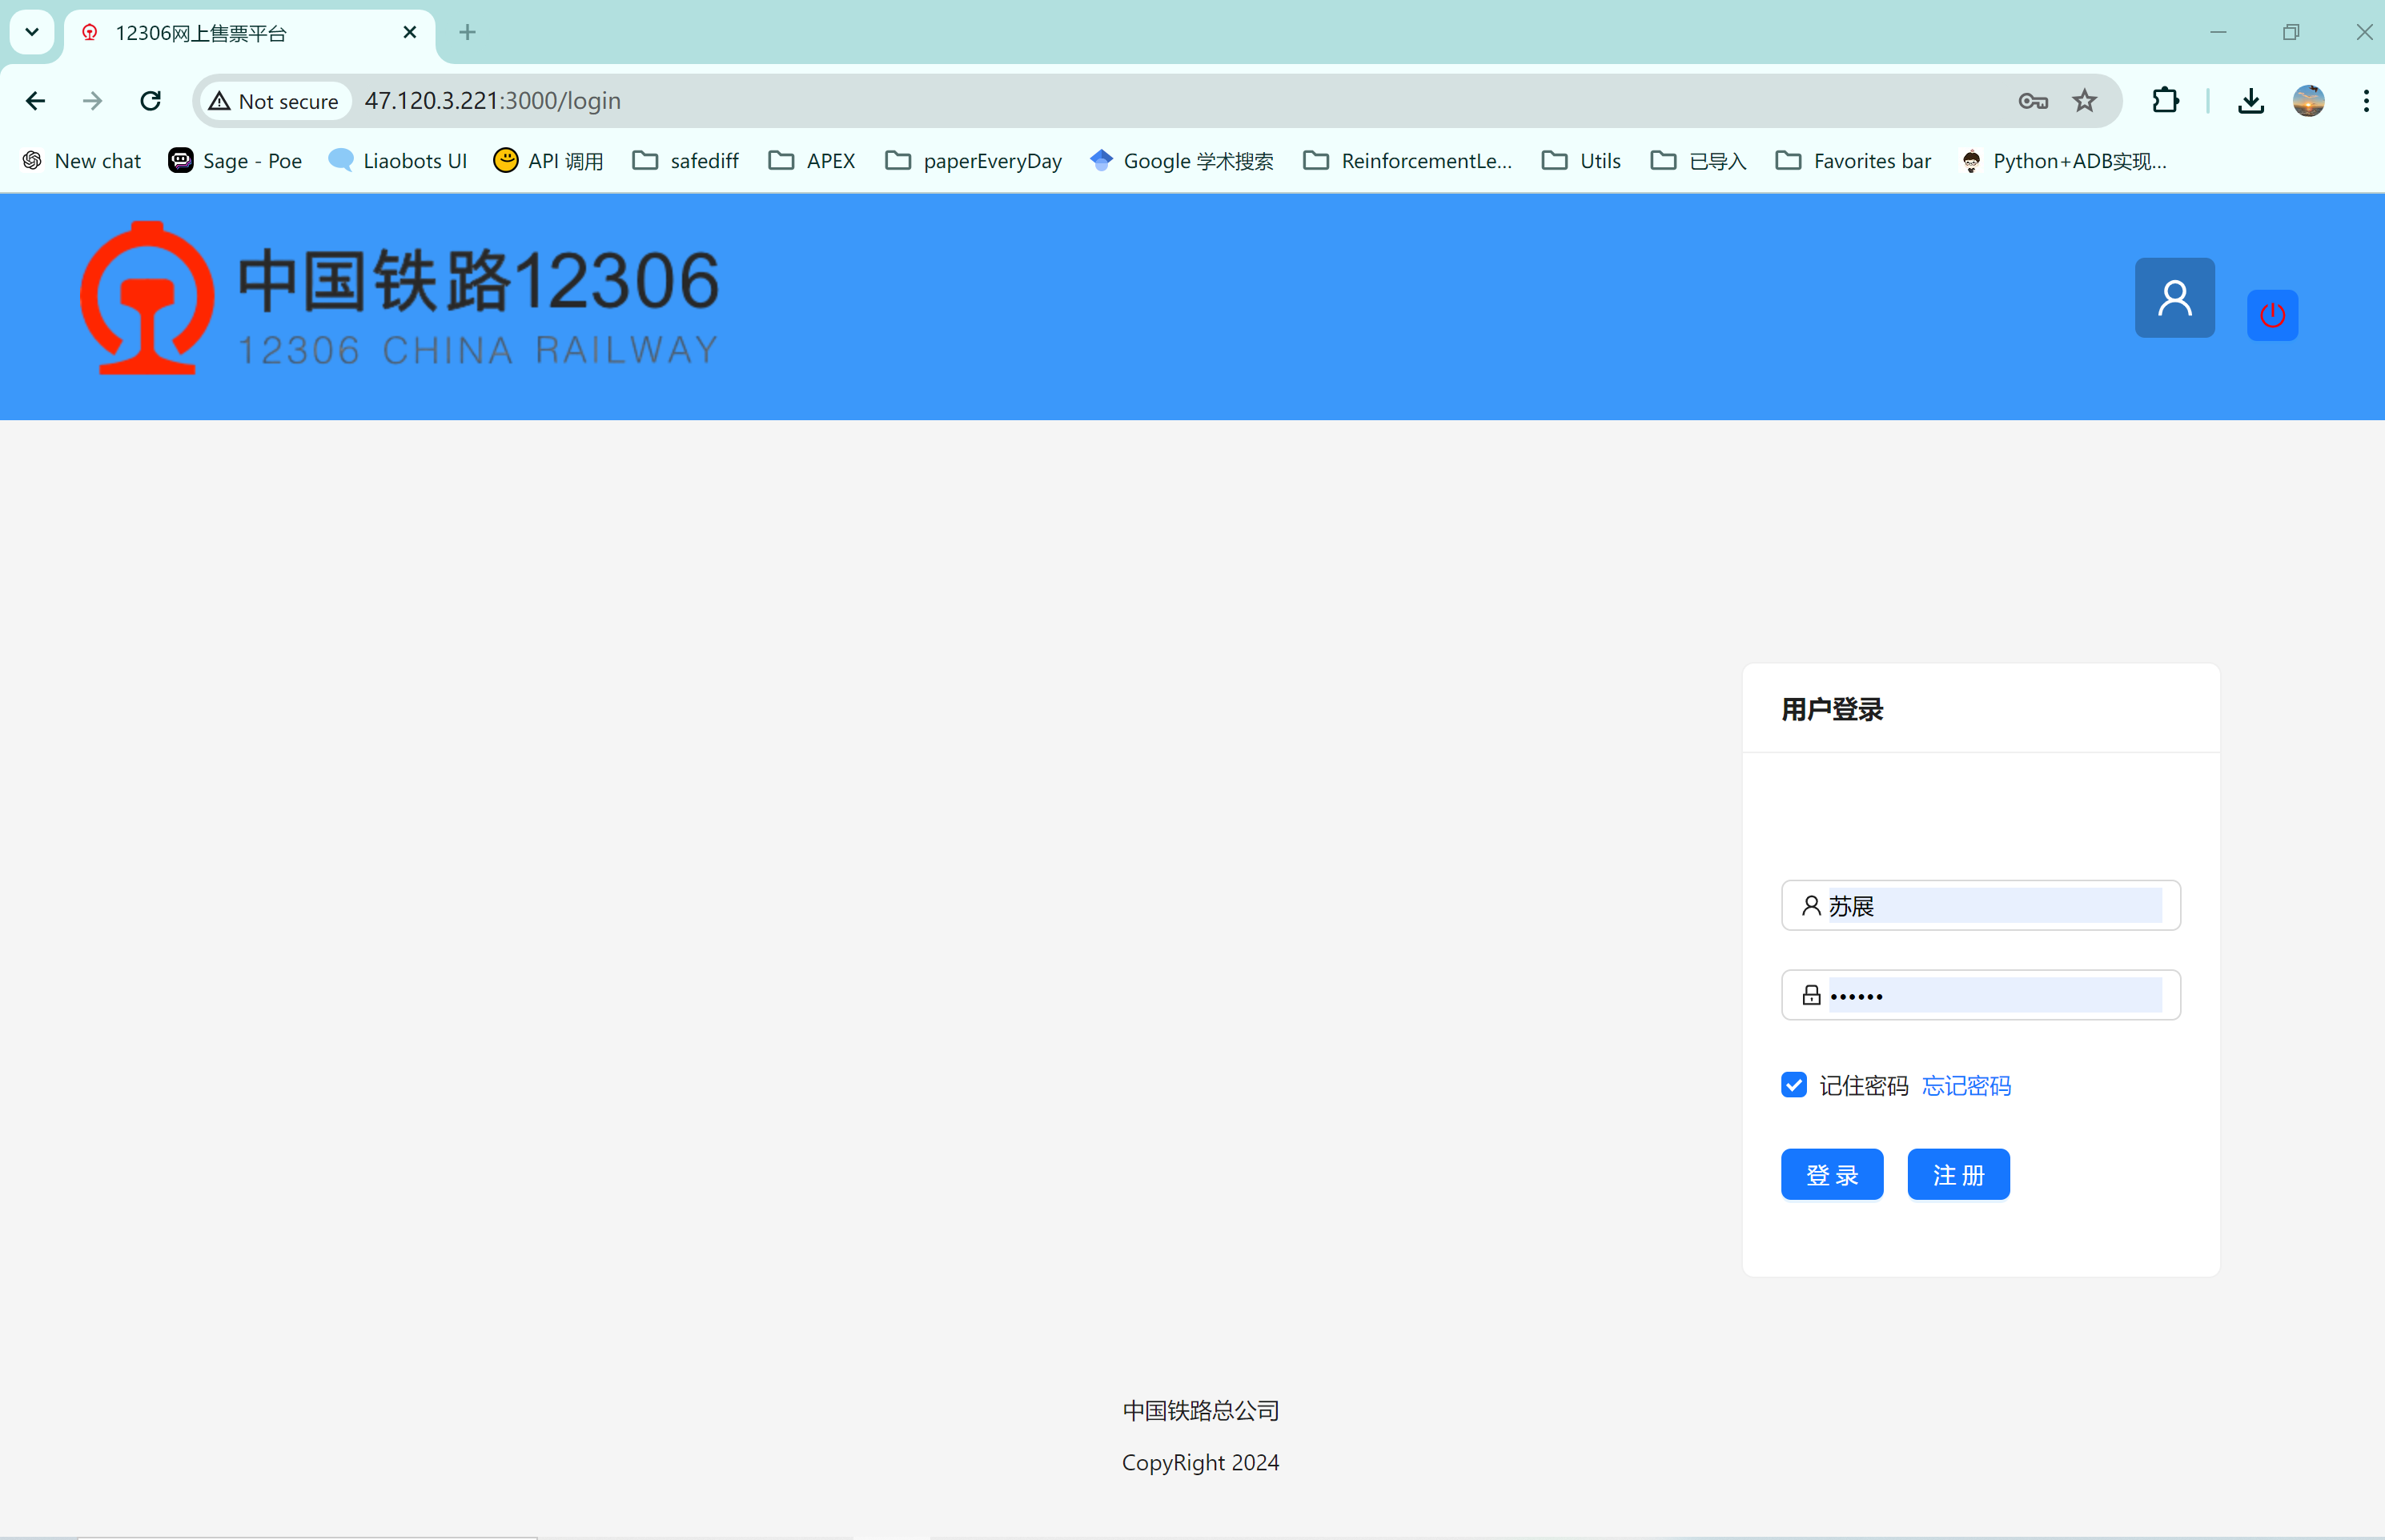 12306网上售票平台
Not secure 47.120.3.221:3000/login
New chat Sage - Poe Liaobots UI API 调用 safediff APEX paperEveryDay Google 学术搜索 ReinforcementLe... Utils 已导入 Favorites bar Python+ADB实现...
中国铁路12306
12306 CHINA RAILWAY
用户登录
苏展
••••••
记住密码 忘记密码
登 录 注 册
中国铁路总公司
CopyRight 2024